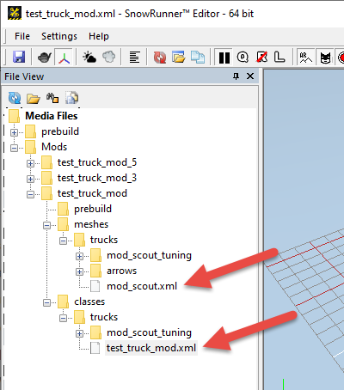 test_truck_mod.xml - SnowRunner™ Editor - 64 bit
File Settings Help
File View
Media Files
prebuild
Mods
test_truck_mod_5
test_truck_mod_3
test_truck_mod
prebuild
meshes
trucks
mod_scout_tuning
arrows
mod_scout.xml
classes
trucks
mod_scout_tuning
test_truck_mod.xml